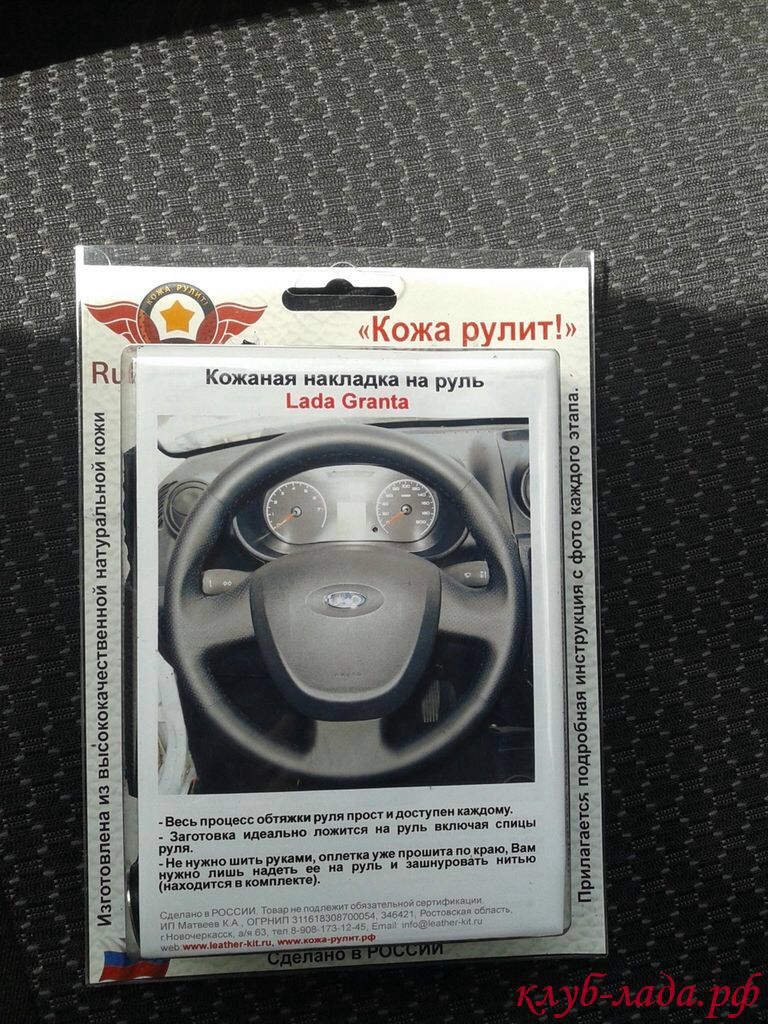 КОЖА РУЛИТ!
«Кожа рулит!»
Кожаная накладка на руль
Lada Granta
Изготовлена из высококачественной натуральной кожи
Прилагается подробная инструкция с фото каждого этапа.
- Весь процесс обтяжки руля прост и доступен каждому.
- Заготовка идеально ложится на руль включая спицы
руля.
- Не нужно шить руками, оплетка уже прошита по краю, Вам
нужно лишь надеть ее на руль и зашнуровать нитью
(находится в комплекте).
Сделано в РОССИИ. Товар не подлежит обязательной сертификации.
ИП Матвеев К.А., ОГРНИП 311618308700054, 346421, Ростовская область,
г.Новочеркасск, а/я 63, тел.8-908-173-12-45, Email: info@leather-kit.ru
web.www.leather-kit.ru, www.кожа-рулит.рф
Сделано в РОССИИ
клуб-лада.рф